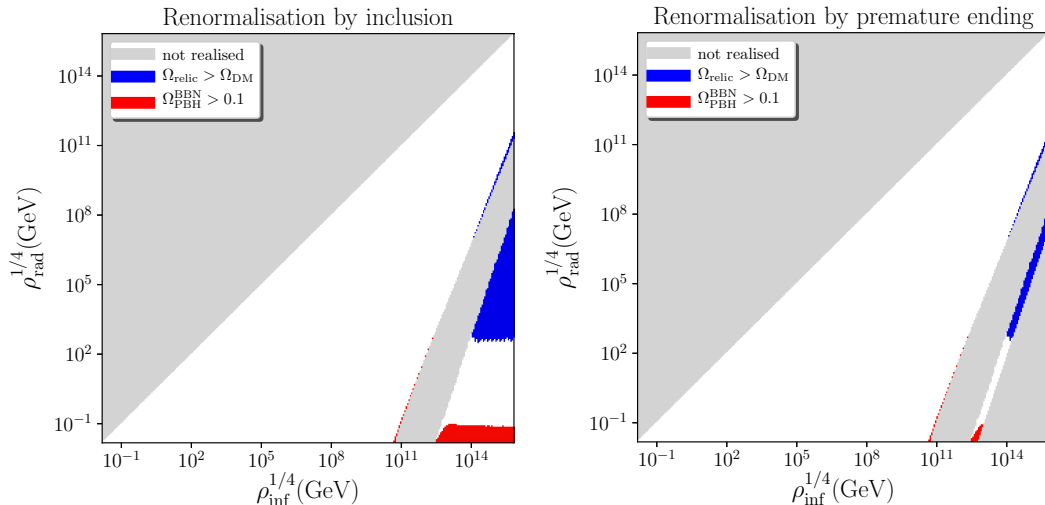 Renormalisation by inclusion
not realised
Ω_relic > Ω_DM
Ω_PBH^BBN > 0.1
10^14
10^11
10^8
10^5
10^2
10^−1
ρ_rad^1/4(GeV)
10^−1
10^2
10^5
10^8
10^11
10^14
ρ_inf^1/4(GeV)
Renormalisation by premature ending
not realised
Ω_relic > Ω_DM
Ω_PBH^BBN > 0.1
10^14
10^11
10^8
10^5
10^2
10^−1
ρ_rad^1/4(GeV)
10^−1
10^2
10^5
10^8
10^11
10^14
ρ_inf^1/4(GeV)